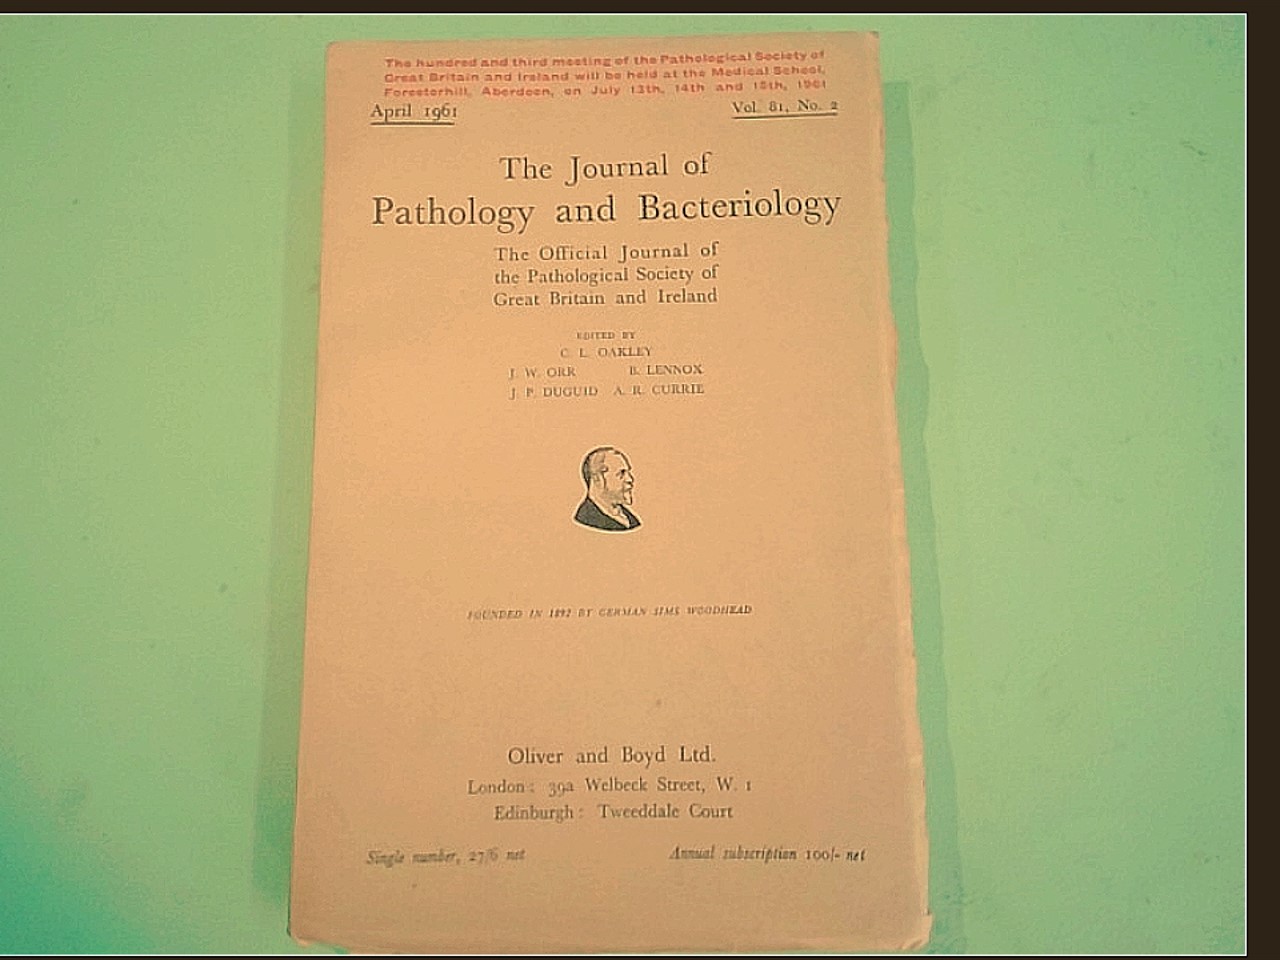 The hundred and third meeting of the Pathological Society of
Great Britain and Ireland will be held at the Medical School,
Foresterhill, Aberdeen, on July 13th, 14th and 15th, 1961
April 1961 Vol. 81, No. 2
The Journal of
Pathology and Bacteriology
The Official Journal of
the Pathological Society of
Great Britain and Ireland
EDITED BY
C. L. OAKLEY
J. W. ORR B. LENNOX
J. P. DUGUID A. R. CURRIE
FOUNDED IN 1892 BY GERMAN SIMS WOODHEAD
Oliver and Boyd Ltd.
London: 39a Welbeck Street, W. 1
Edinburgh: Tweeddale Court
Single number, 27/6 net Annual subscription 100/- net